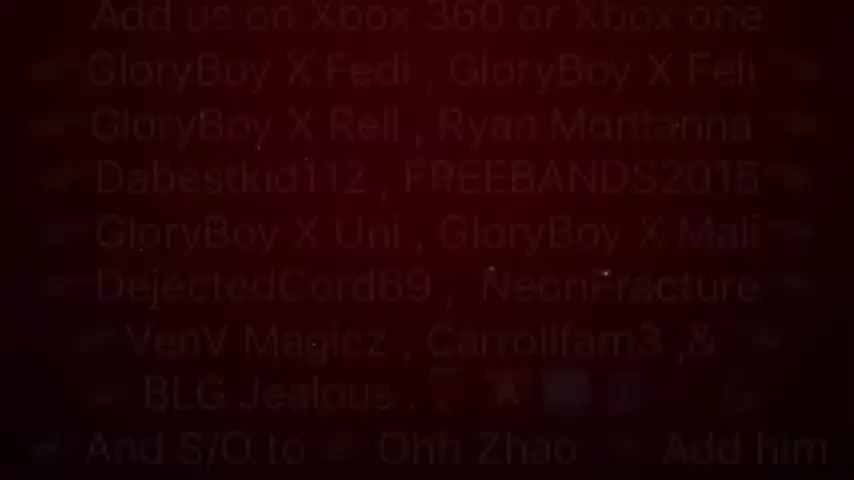 Add us on Xbox 360 or Xbox one
GloryBoy X Fedi , GloryBoy X Feli
GloryBoy X Rell , Ryan Montanna
Dabestkid112 , FREEBANDS2015
GloryBoy X Uni , GloryBoy X Mali
DejectedCord69 , NeonFracture
VenV Magicz , Carrollfam3 ,&
BLG Jealous .
And S/O to Ohh Zhao Add him